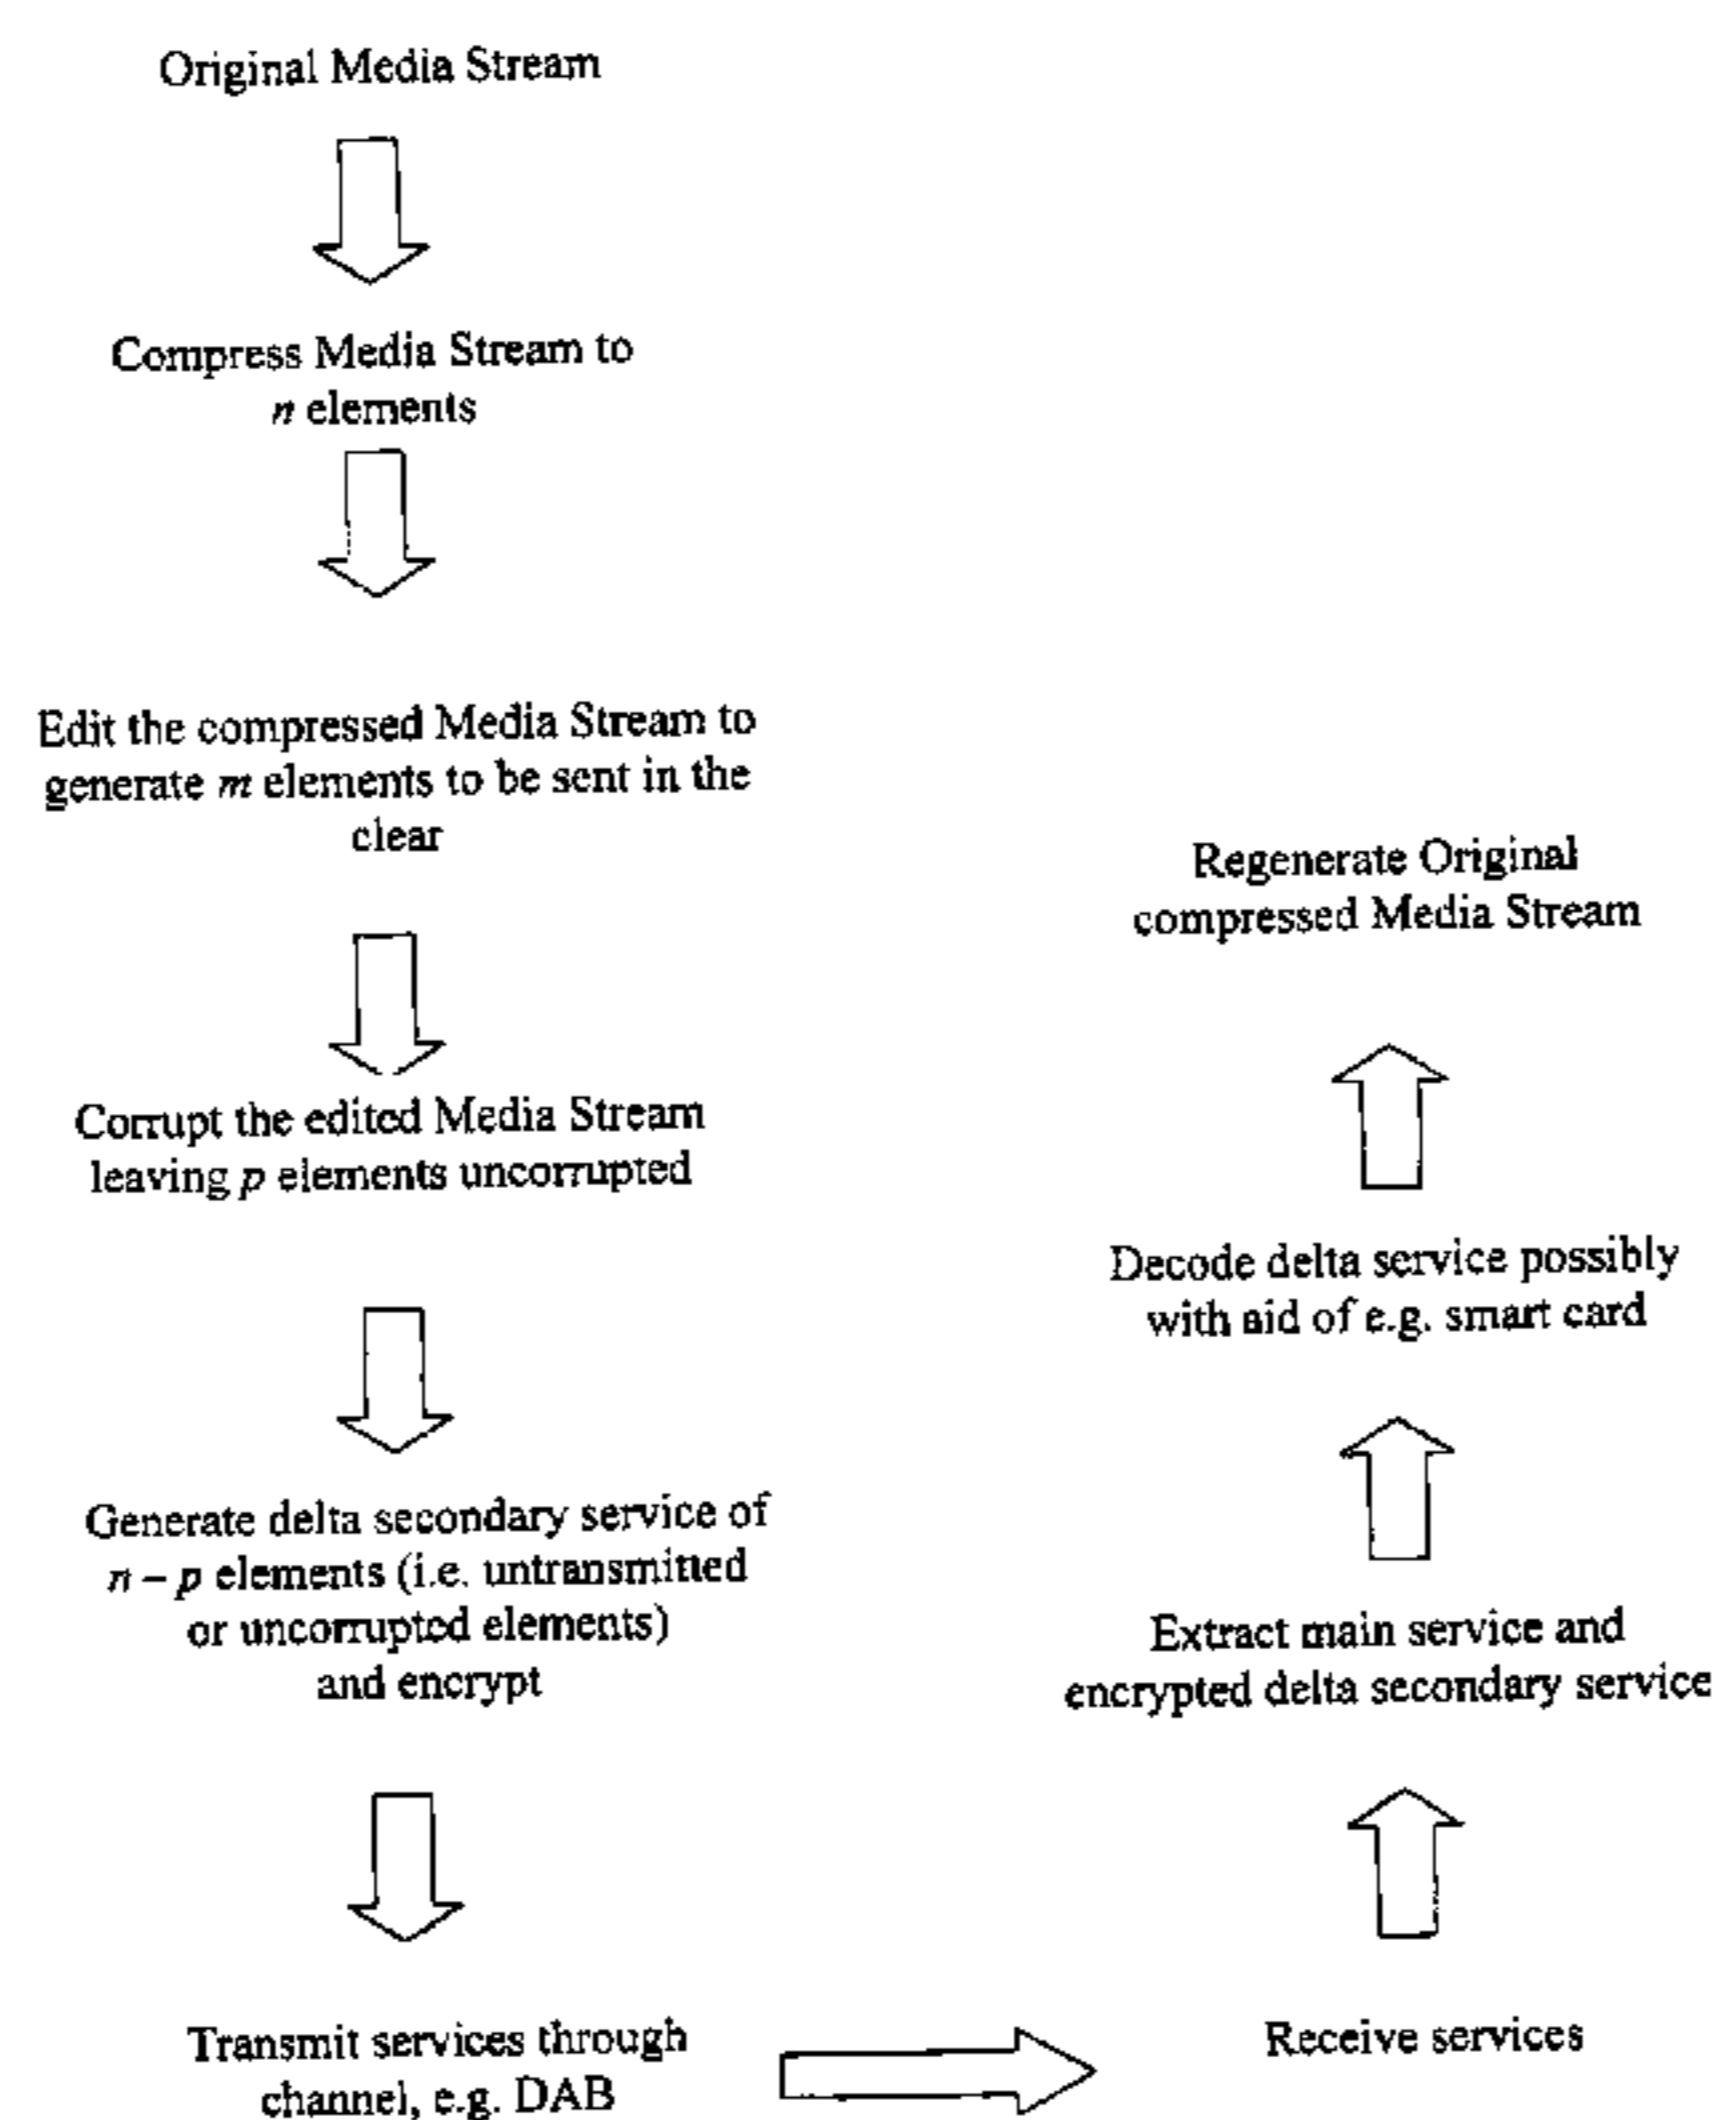 Original Media Stream
Compress Media Stream to
n elements
Edit the compressed Media Stream to
generate m elements to be sent in the
clear
Corrupt the edited Media Stream
leaving p elements uncorrupted
Generate delta secondary service of
n – p elements (i.e. untransmitted
or uncorrupted elements)
and encrypt
Transmit services through
channel, e.g. DAB
Receive services
Extract main service and
encrypted delta secondary service
Decode delta service possibly
with aid of e.g. smart card
Regenerate Original
compressed Media Stream